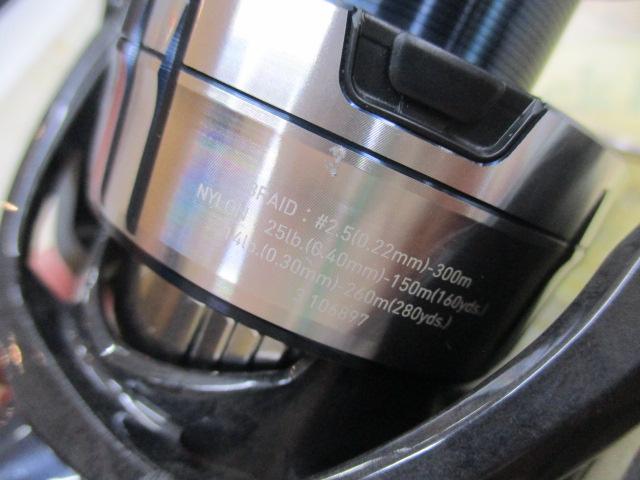 BRAID : #2.5(0.22mm)-300m
NYLON : 25lb.(0.40mm)-150m(160yds.)
14lb.(0.30mm)-260m(280yds.)
3 106897